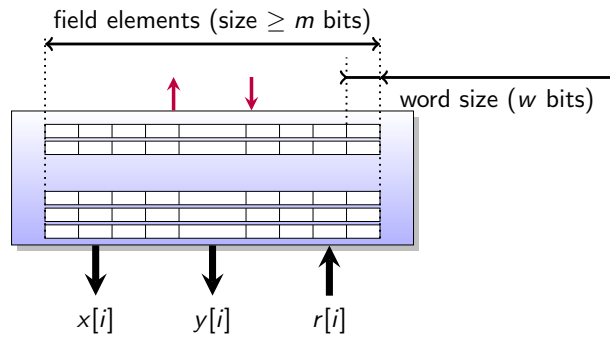 field elements (size ≥ m bits)
word size (w bits)
x[i] y[i] r[i]